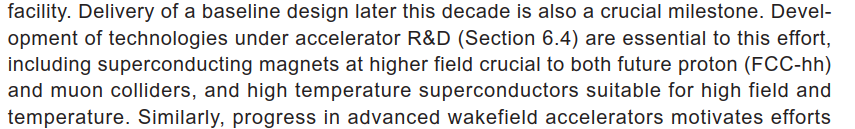 facility. Delivery of a baseline design later this decade is also a crucial milestone. Devel-
opment of technologies under accelerator R&D (Section 6.4) are essential to this effort,
including superconducting magnets at higher field crucial to both future proton (FCC-hh)
and muon colliders, and high temperature superconductors suitable for high field and
temperature. Similarly, progress in advanced wakefield accelerators motivates efforts